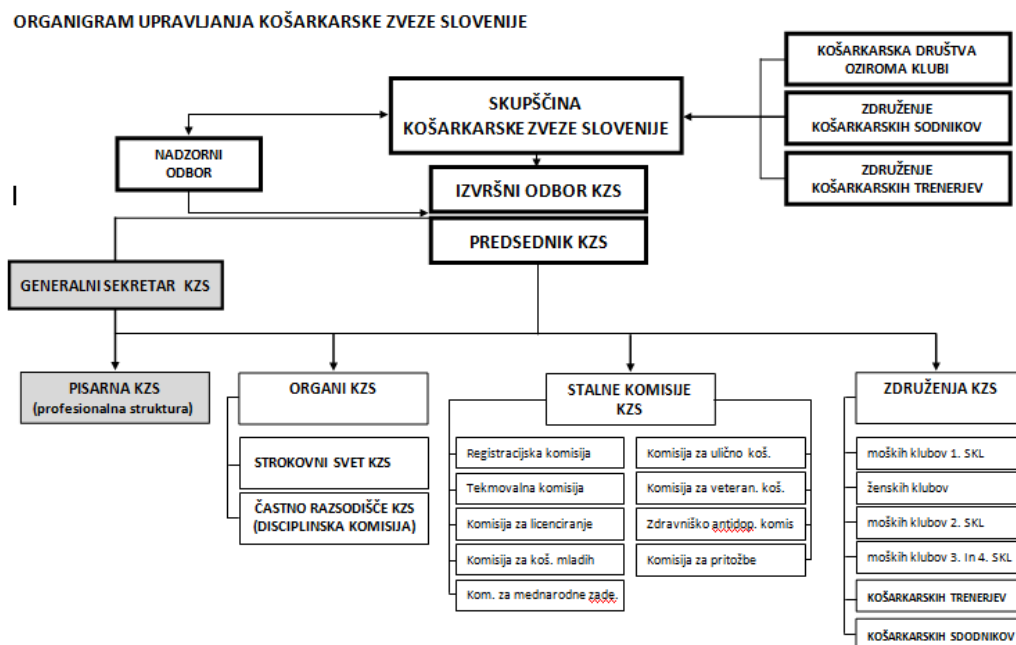 ORGANIGRAM UPRAVLJANJA KOŠARKARSKE ZVEZE SLOVENIJE
KOŠARKARSKA DRUŠTVA
OZIROMA KLUBI
SKUPŠČINA
KOŠARKARSKE ZVEZE SLOVENIJE
ZDRUŽENJE
KOŠARKARSKIH SODNIKOV
NADZORNI
ODBOR
ZDRUŽENJE
KOŠARKARSKIH TRENERJEV
IZVRŠNI ODBOR KZS
PREDSEDNIK KZS
GENERALNI SEKRETAR KZS
PISARNA KZS
(profesionalna struktura)
ORGANI KZS
STROKOVNI SVET KZS
ČASTNO RAZSODIŠČE KZS
(DISCIPLINSKA KOMISIJA)
STALNE KOMISIJE
KZS
Registracijska komisija
Tekmovalna komisija
Komisija za licenciranje
Komisija za koš. mladih
Kom. za mednarodne zade.
Komisija za ulično koš.
Komisija za veteran. koš.
Zdravniško antidop. komis
Komisija za pritožbe
ZDRUŽENJA KZS
moških klubov 1. SKL
ženskih klubov
moških klubov 2. SKL
moških klubov 3. In 4. SKL
KOŠARKARSKIH TRENERJEV
KOŠARKARSKIH SDODNIKOV